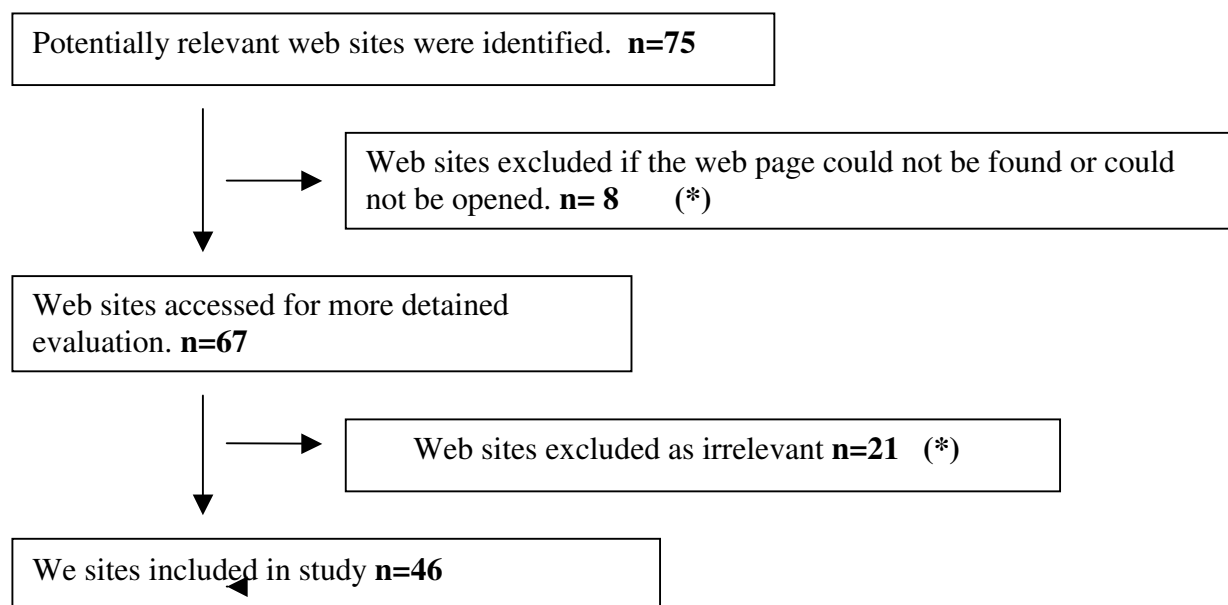 Potentially relevant web sites were identified. n=75
Web sites excluded if the web page could not be found or could
not be opened. n= 8 (*)
Web sites accessed for more detained
evaluation. n=67
Web sites excluded as irrelevant n=21 (*)
We sites included in study n=46